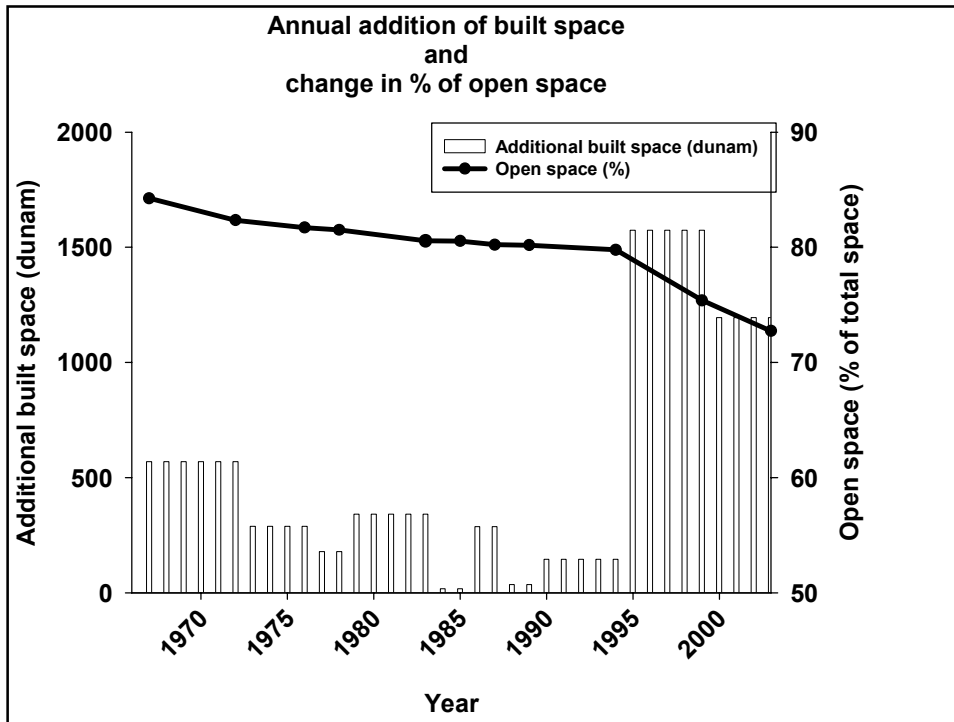 Annual addition of built space
and
change in % of open space
2000
1500
1000
500
0
Additional built space (dunam)
Additional built space (dunam)
Open space (%)
90
80
70
60
50
Open space (% of total space)
1970
1975
1980
1985
1990
1995
2000
Year